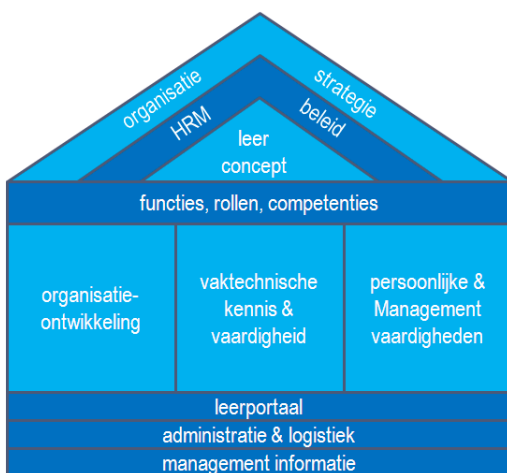 organisatie strategie
HRM beleid
leer
concept
functies, rollen, competenties
organisatie-
ontwikkeling
vaktechnische
kennis &
vaardigheid
persoonlijke &
Management
vaardigheden
leerportaal
administratie & logistiek
management informatie